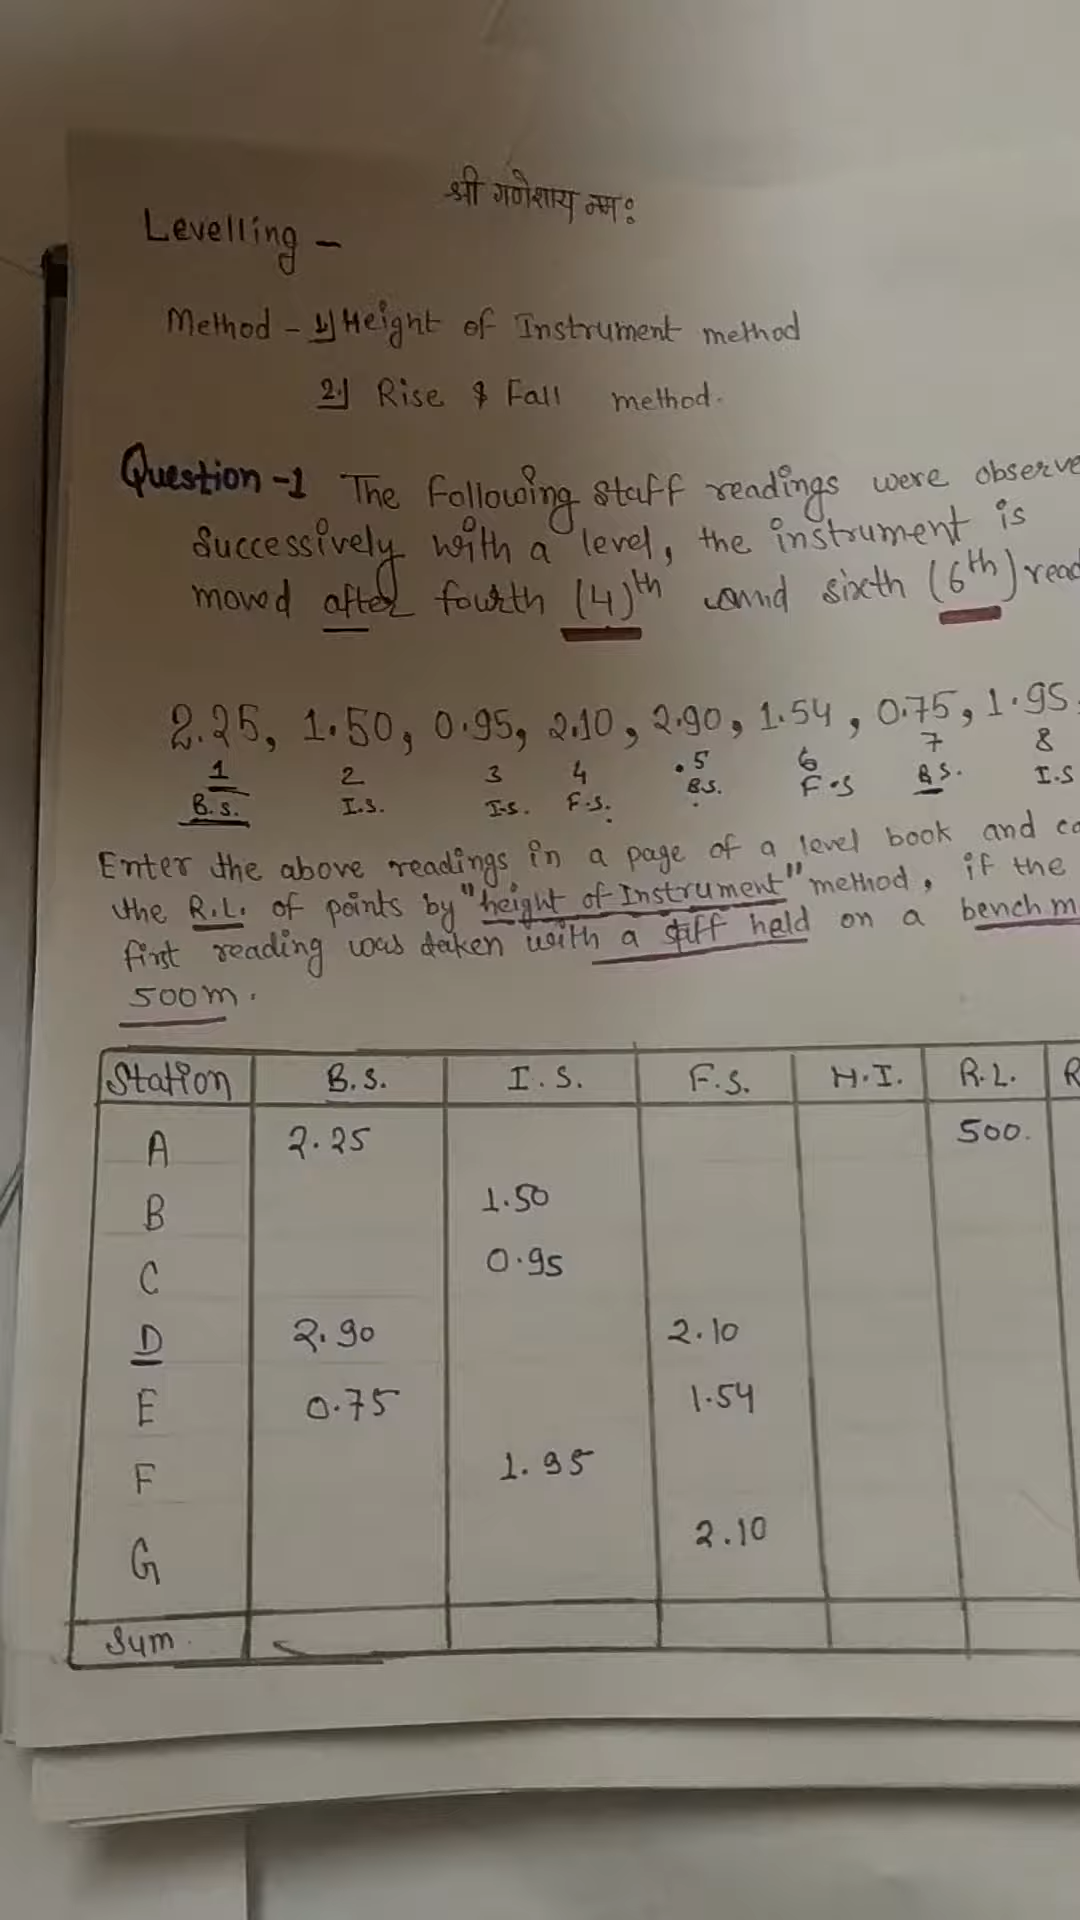 श्री गणेशाय नमः
Levelling -
Method - 1) Height of Instrument method
2.) Rise & Fall method.
Question -1 The following staff readings were observe
successively with a level, the instrument is
moved after fourth (4)th and sixth (6th) read
2.25, 1.50, 0.95, 2.10, 2.90, 1.54, 0.75, 1.95,
1 2 3 4 .5 6 7 8
B.S. I.S. I.S. F.S. B.S. F.S B.S. I.S
Enter the above readings in a page of a level book and ca
the R.L. of points by "height of Instrument" method, if the
first reading was taken with a staff held on a bench m
500m.
Station B.S. I.S. F.S. H.I. R.L. R
A 2.25 500.
B 1.50
C 0.95
D 2.90 2.10
E 0.75 1.54
F 1.95
G 2.10
Sum.